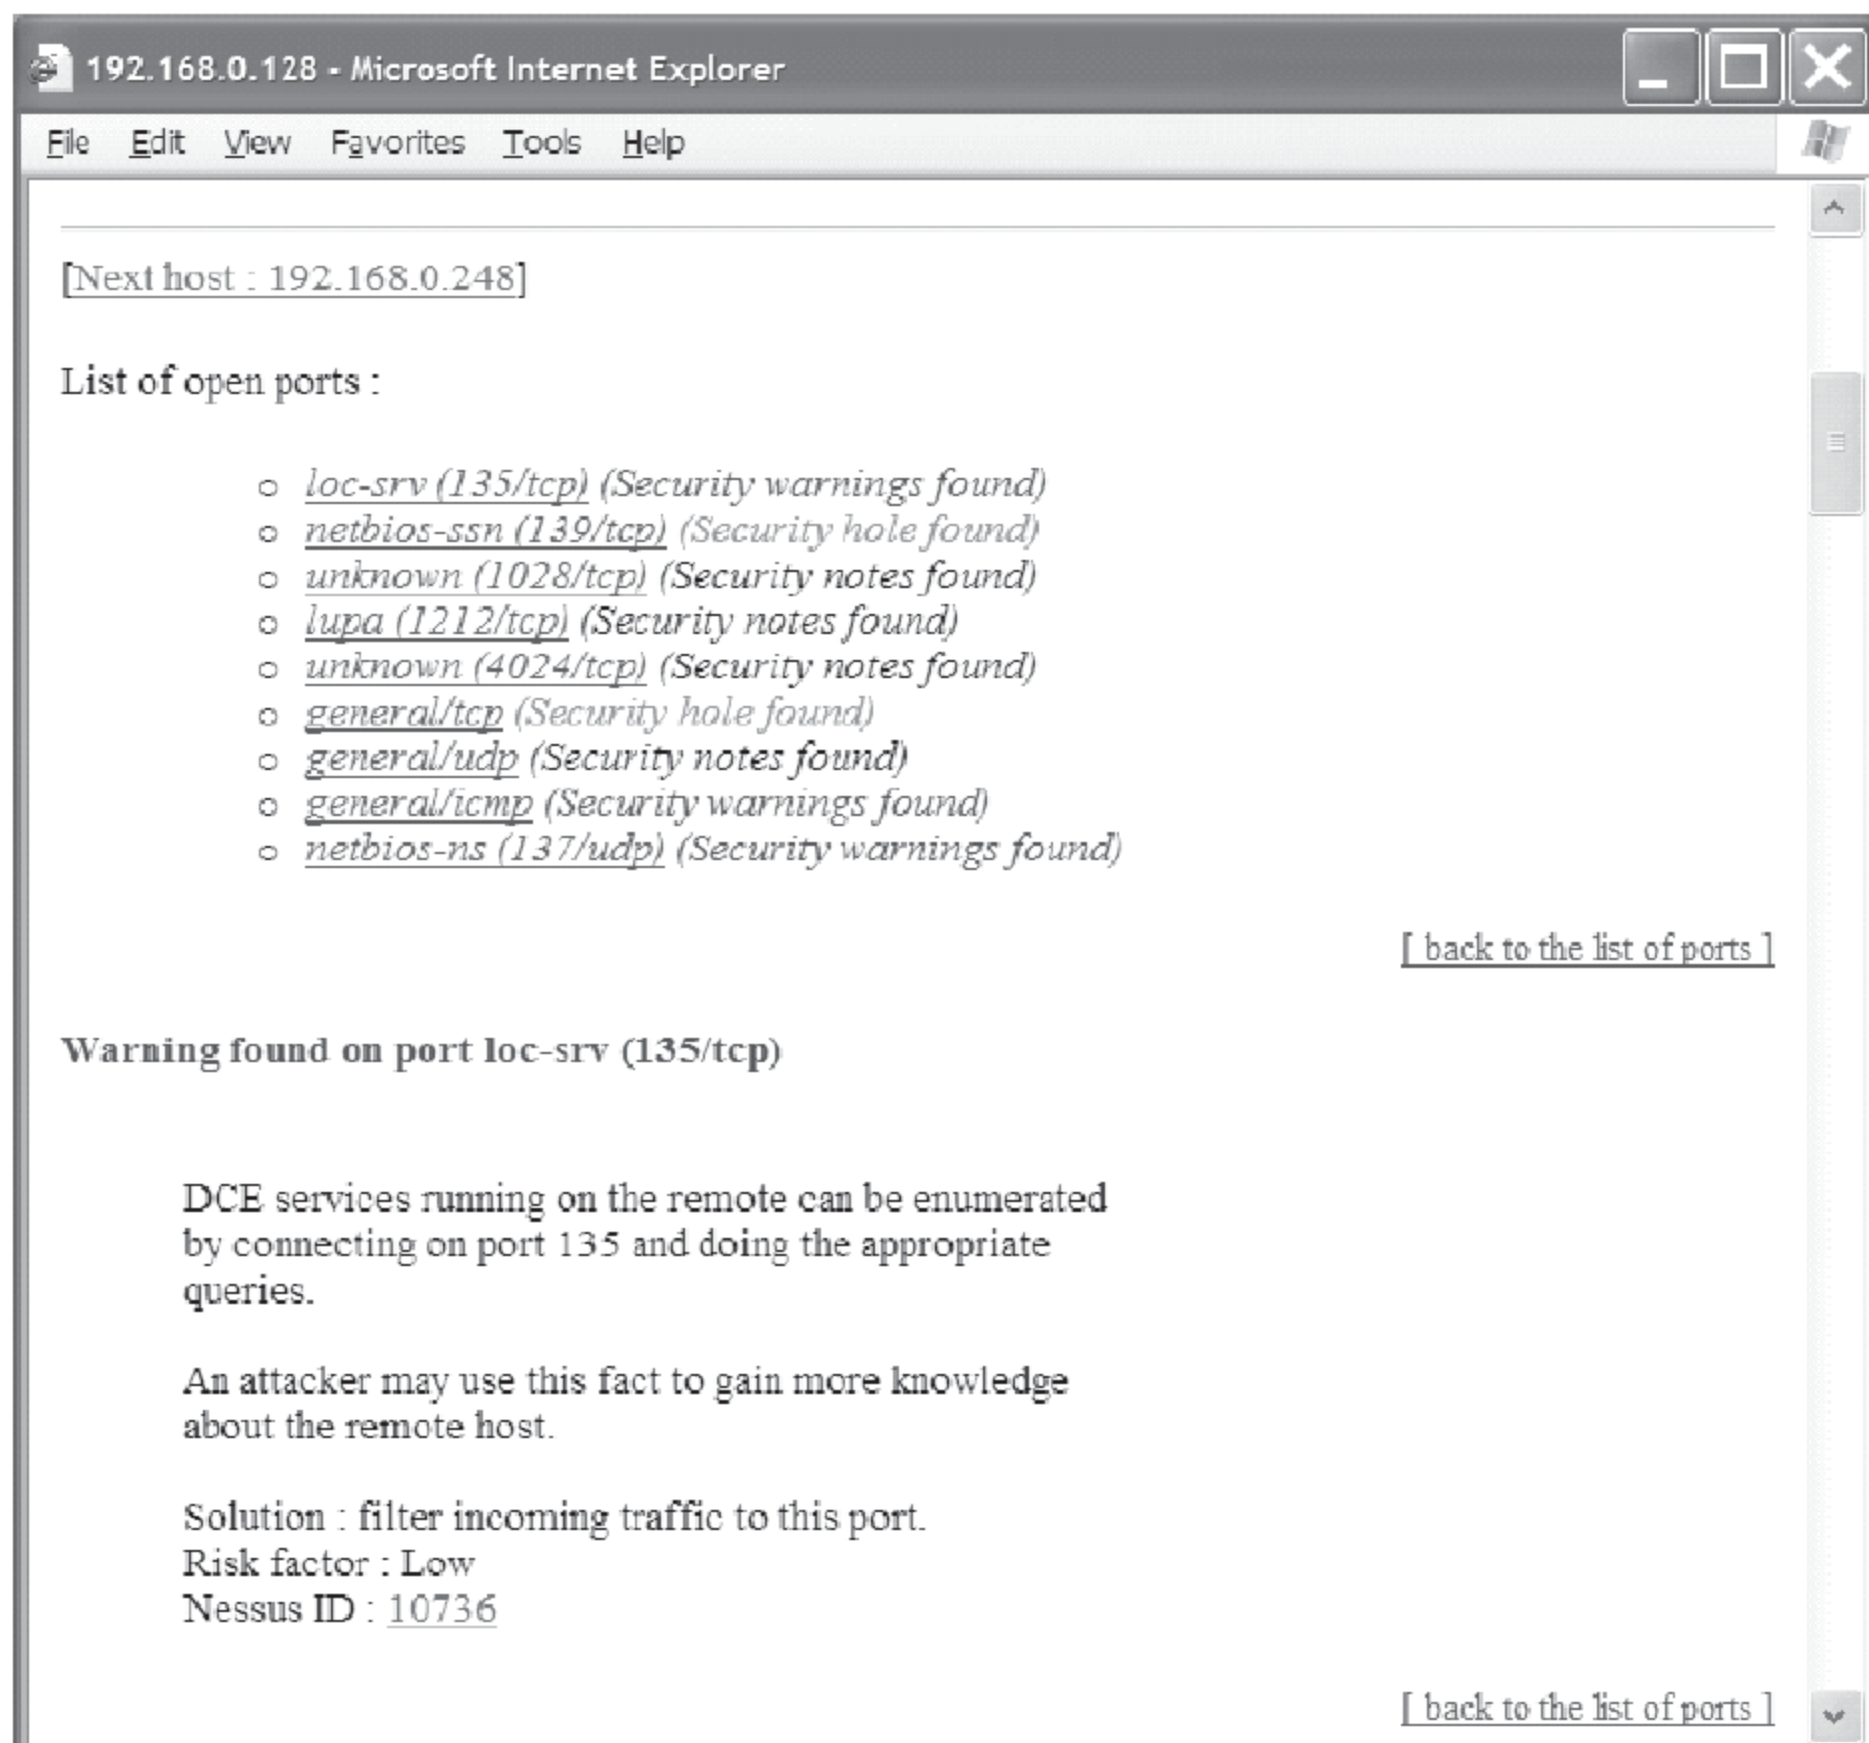 192.168.0.128 - Microsoft Internet Explorer
File Edit View Favorites Tools Help
[Next host : 192.168.0.248]
List of open ports :
loc-srv (135/tcp) (Security warnings found)
netbios-ssn (139/tcp) (Security hole found)
unknown (1028/tcp) (Security notes found)
lupa (1212/tcp) (Security notes found)
unknown (4024/tcp) (Security notes found)
general/tcp (Security hole found)
general/udp (Security notes found)
general/icmp (Security warnings found)
netbios-ns (137/udp) (Security warnings found)
[ back to the list of ports ]
Warning found on port loc-srv (135/tcp)
DCE services running on the remote can be enumerated
by connecting on port 135 and doing the appropriate
queries.
An attacker may use this fact to gain more knowledge
about the remote host.
Solution : filter incoming traffic to this port.
Risk factor : Low
Nessus ID : 10736
[ back to the list of ports ]